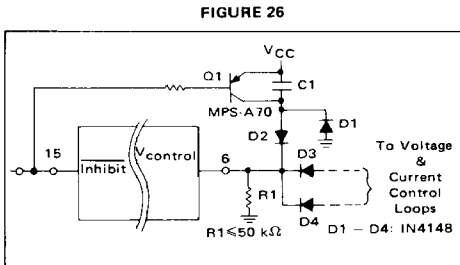 FIGURE 26
VCC
Q1
C1
MPS-A70
D1
D2
15
Inhibit
Vcontrol
6
D3
R1
D4
R1⩽50 kΩ
To Voltage
&
Current
Control
Loops
D1 – D4: IN4148